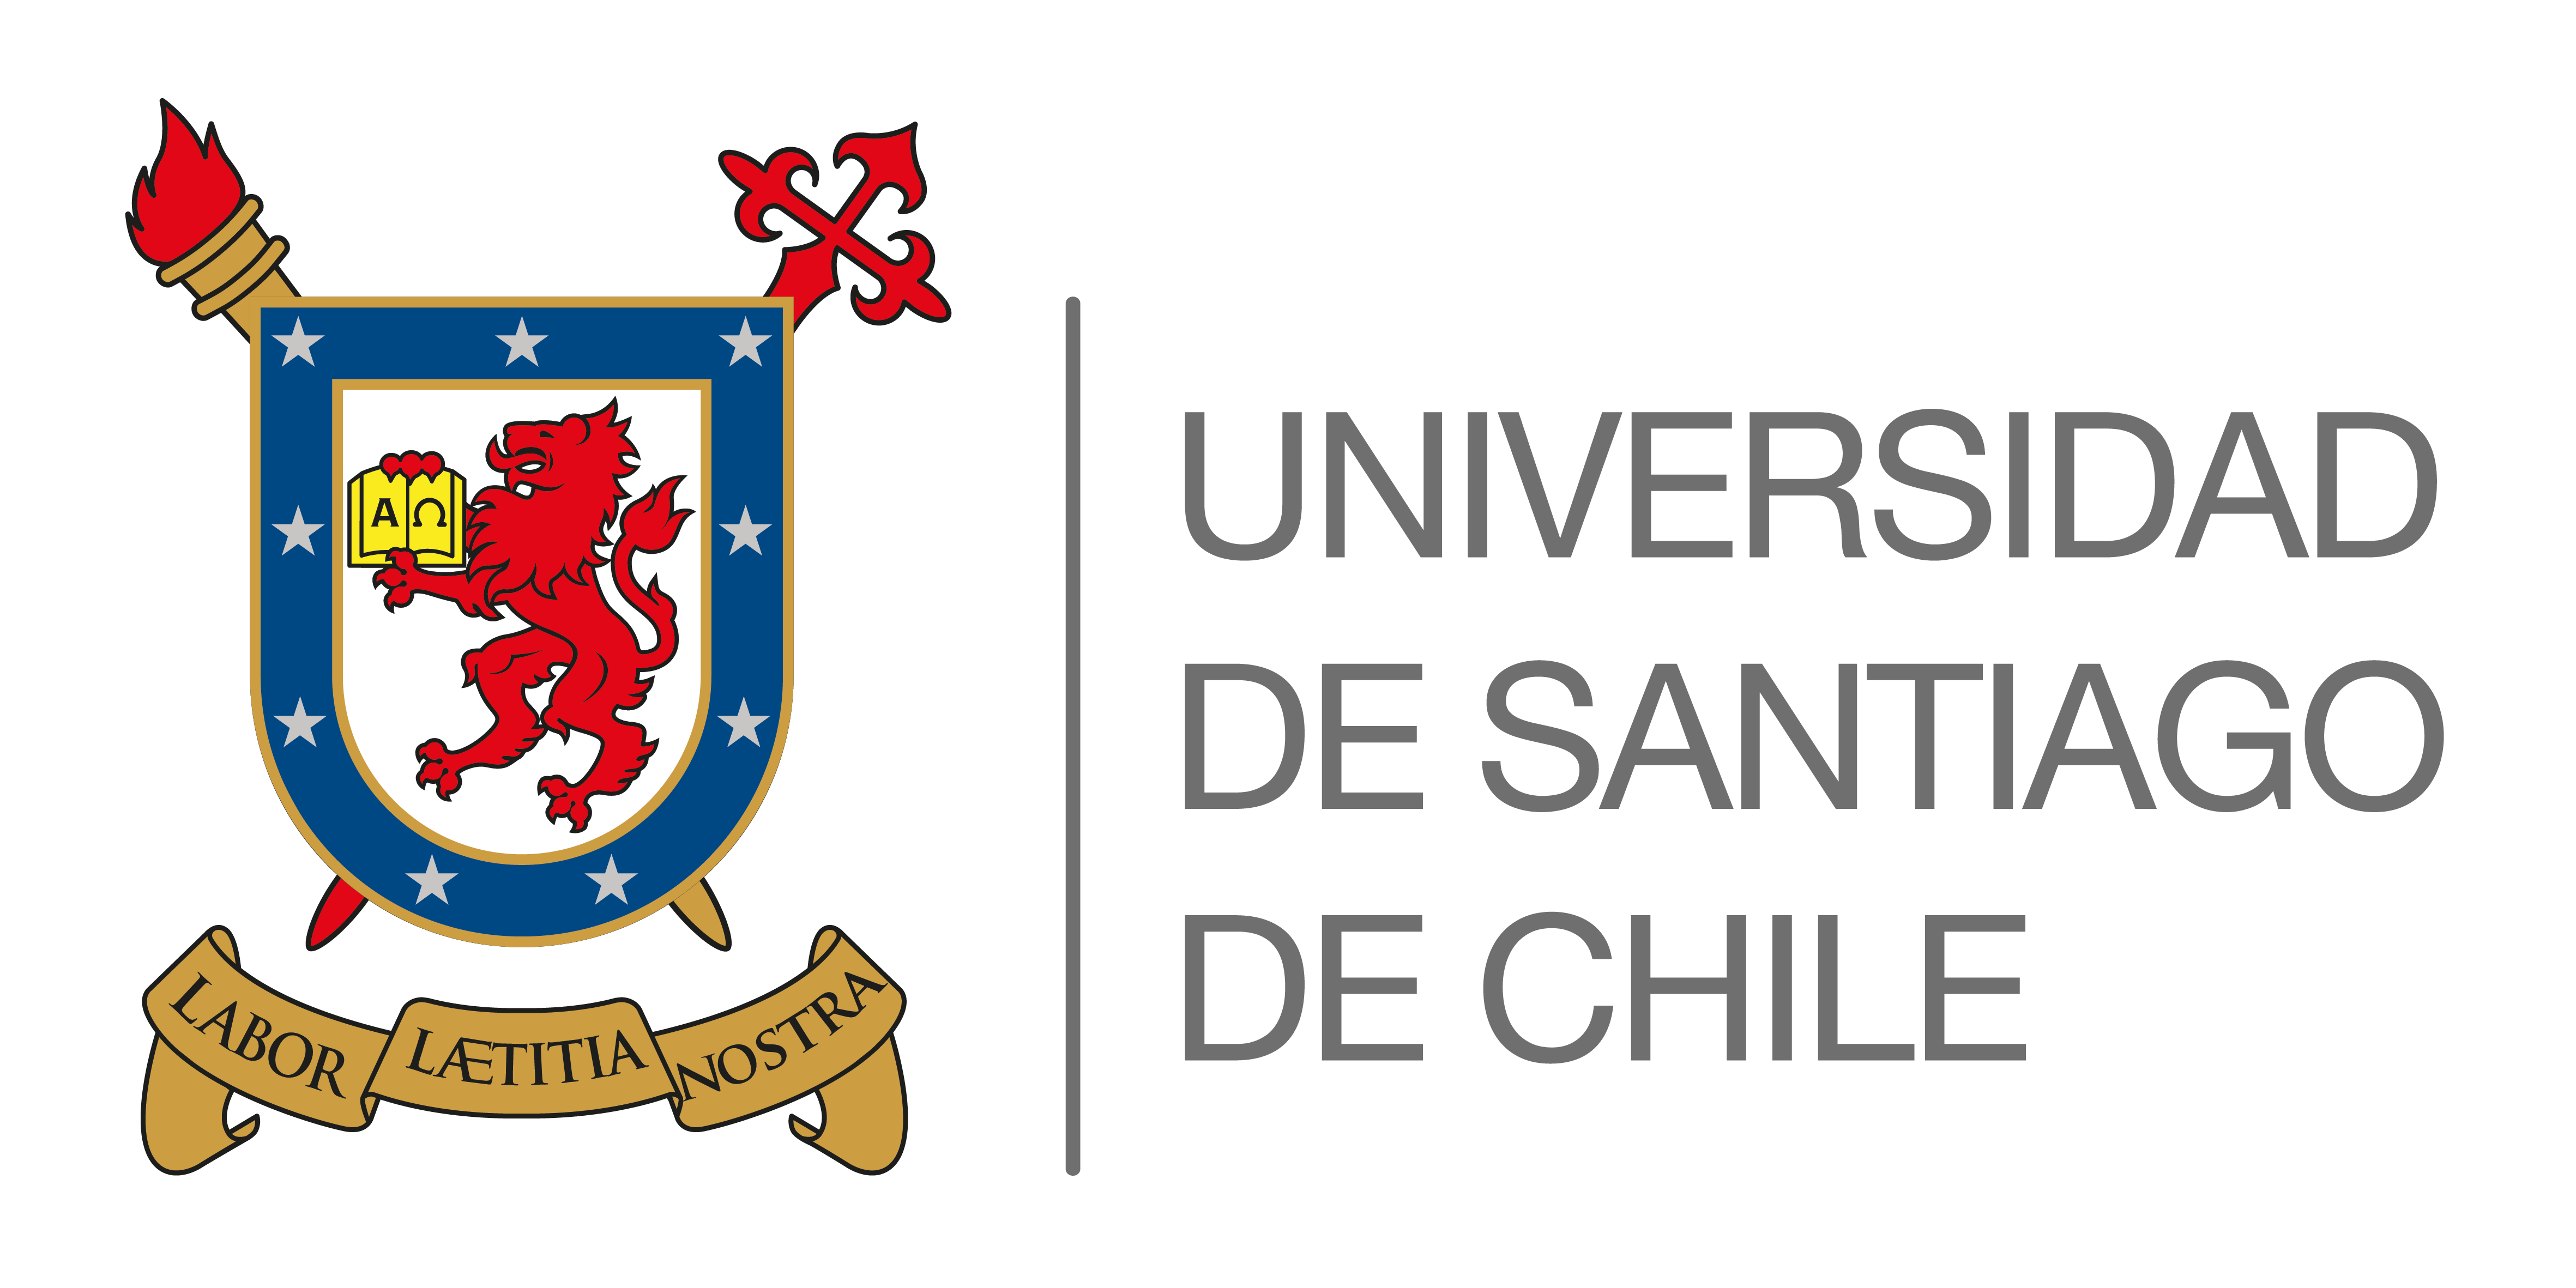 Α Ω
LABOR LÆTITIA NOSTRA
UNIVERSIDAD
DE SANTIAGO
DE CHILE